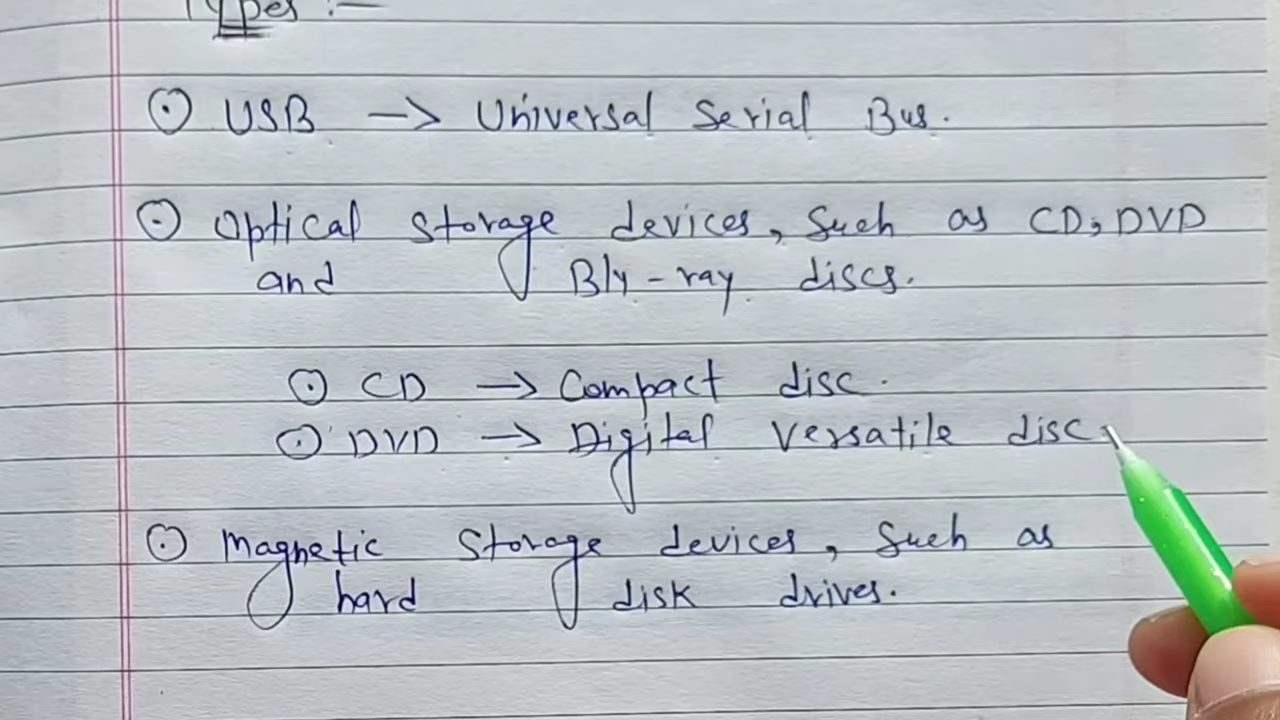 Types :-
⊙ USB → Universal Serial Bus.
⊙ Optical Storage devices, Such as CD, DVD
and Bly-ray discs.
⊙ CD → Compact disc.
⊙ DVD → Digital Versatile disc
⊙ Magnetic Storage devices, Such as
hard disk drives.